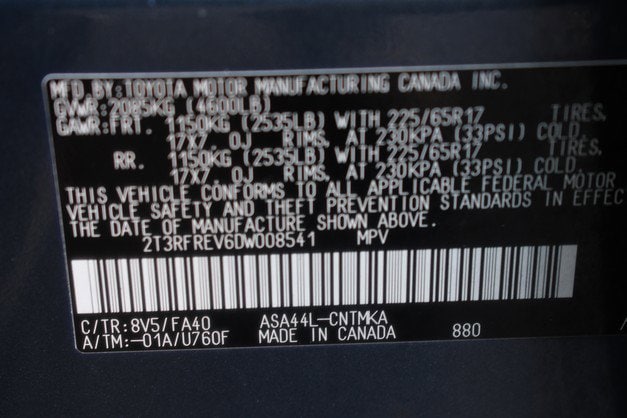 MFD. BY: TOYOTA MOTOR MANUFACTURING CANADA INC.
GVWR: 2085KG (4600LB)
GAWR: FRT. 1150KG (2535LB) WITH 225/65R17 TIRES,
17X7. OJ RIMS, AT 230KPA (33PSI) COLD.
RR. 1150KG (2535LB) WITH 225/65R17 TIRES,
17X7. OJ RIMS, AT 230KPA (33PSI) COLD.
THIS VEHICLE CONFORMS TO ALL APPLICABLE FEDERAL MOTOR
VEHICLE SAFETY AND THEFT PREVENTION STANDARDS IN EFFEC
THE DATE OF MANUFACTURE SHOWN ABOVE.
2T3RFREV6DW008541 MPV
C/TR: 8V5/FA40 ASA44L-CNTMKA
A/TM: -01A/U760F MADE IN CANADA 880